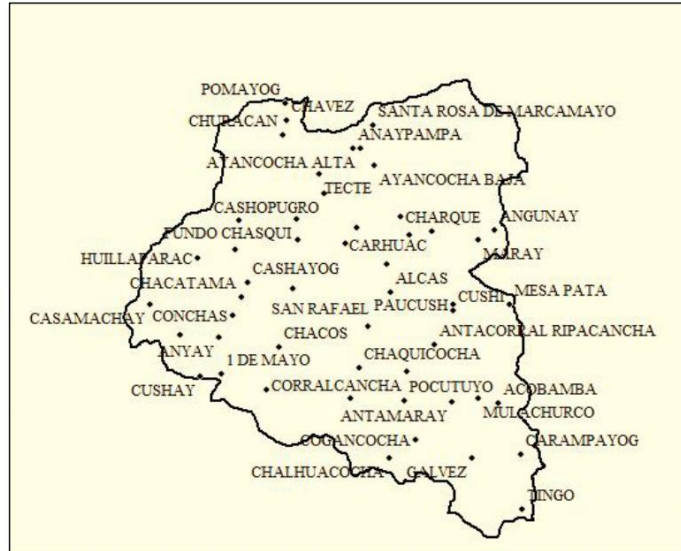 POMAYOG
CHAVEZ
SANTA ROSA DE MARCAMAYO
CHURACAN
ANAYPAMPA
AYANCOCHA ALTA
AYANCOCHA BAJA
TECTE
CASHOPUGRO
CHARQUE
ANGUNAY
FUNDO CHASQUI
CARHUAC
MARAY
HUILLAPARAC
CASHAYOG
ALCAS
CHACATAMA
CUSHI
MESA PATA
SAN RAFAEL
PAUCUSH
CASAMACHAY
CONCHAS
CHACOS
ANTACORRAL RIPACANCHA
ANYAY
1 DE MAYO
CHAQUICOCHA
CUSHAY
CORRALCANCHA
POCUTUYO
ACOBAMBA
ANTAMARAY
MULACHURCO
COGANCOCHA
CARAMPAYOG
CHALHUACOCHA
GALVEZ
TINGO